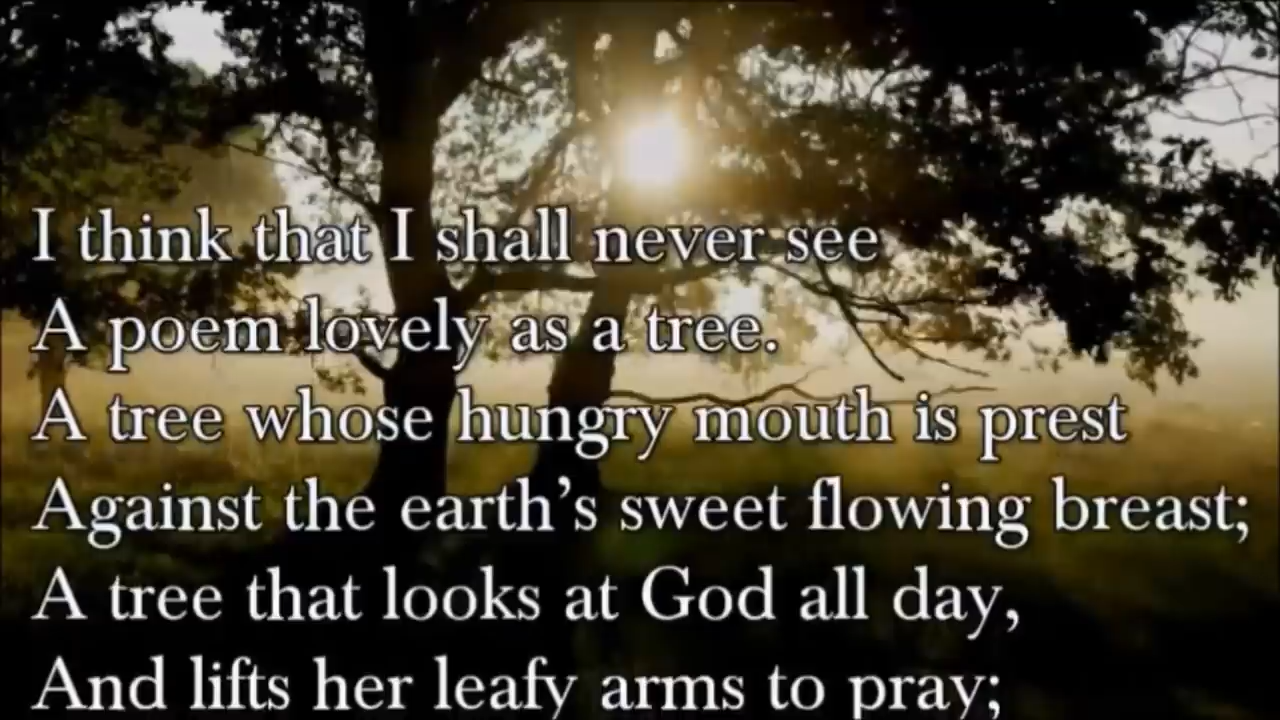 I think that I shall never see
A poem lovely as a tree.
A tree whose hungry mouth is prest
Against the earth’s sweet flowing breast;
A tree that looks at God all day,
And lifts her leafy arms to pray;